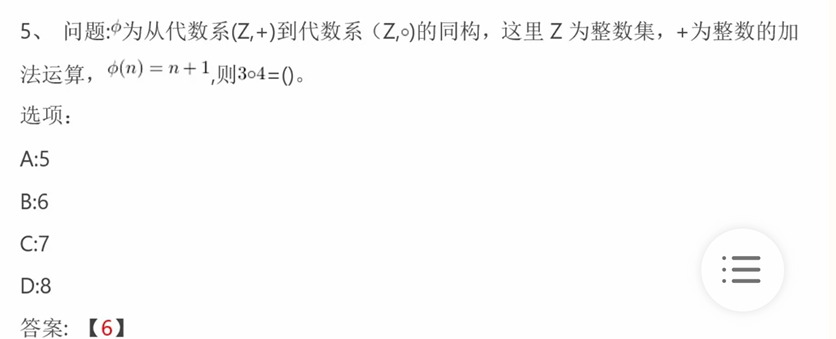 5、 问题:ϕ为从代数系(Z,+)到代数系（Z,∘)的同构，这里 Z 为整数集，+为整数的加
法运算，ϕ(n) = n + 1,则3∘4=()。
选项：
A:5
B:6
C:7
D:8
答案: 【6】